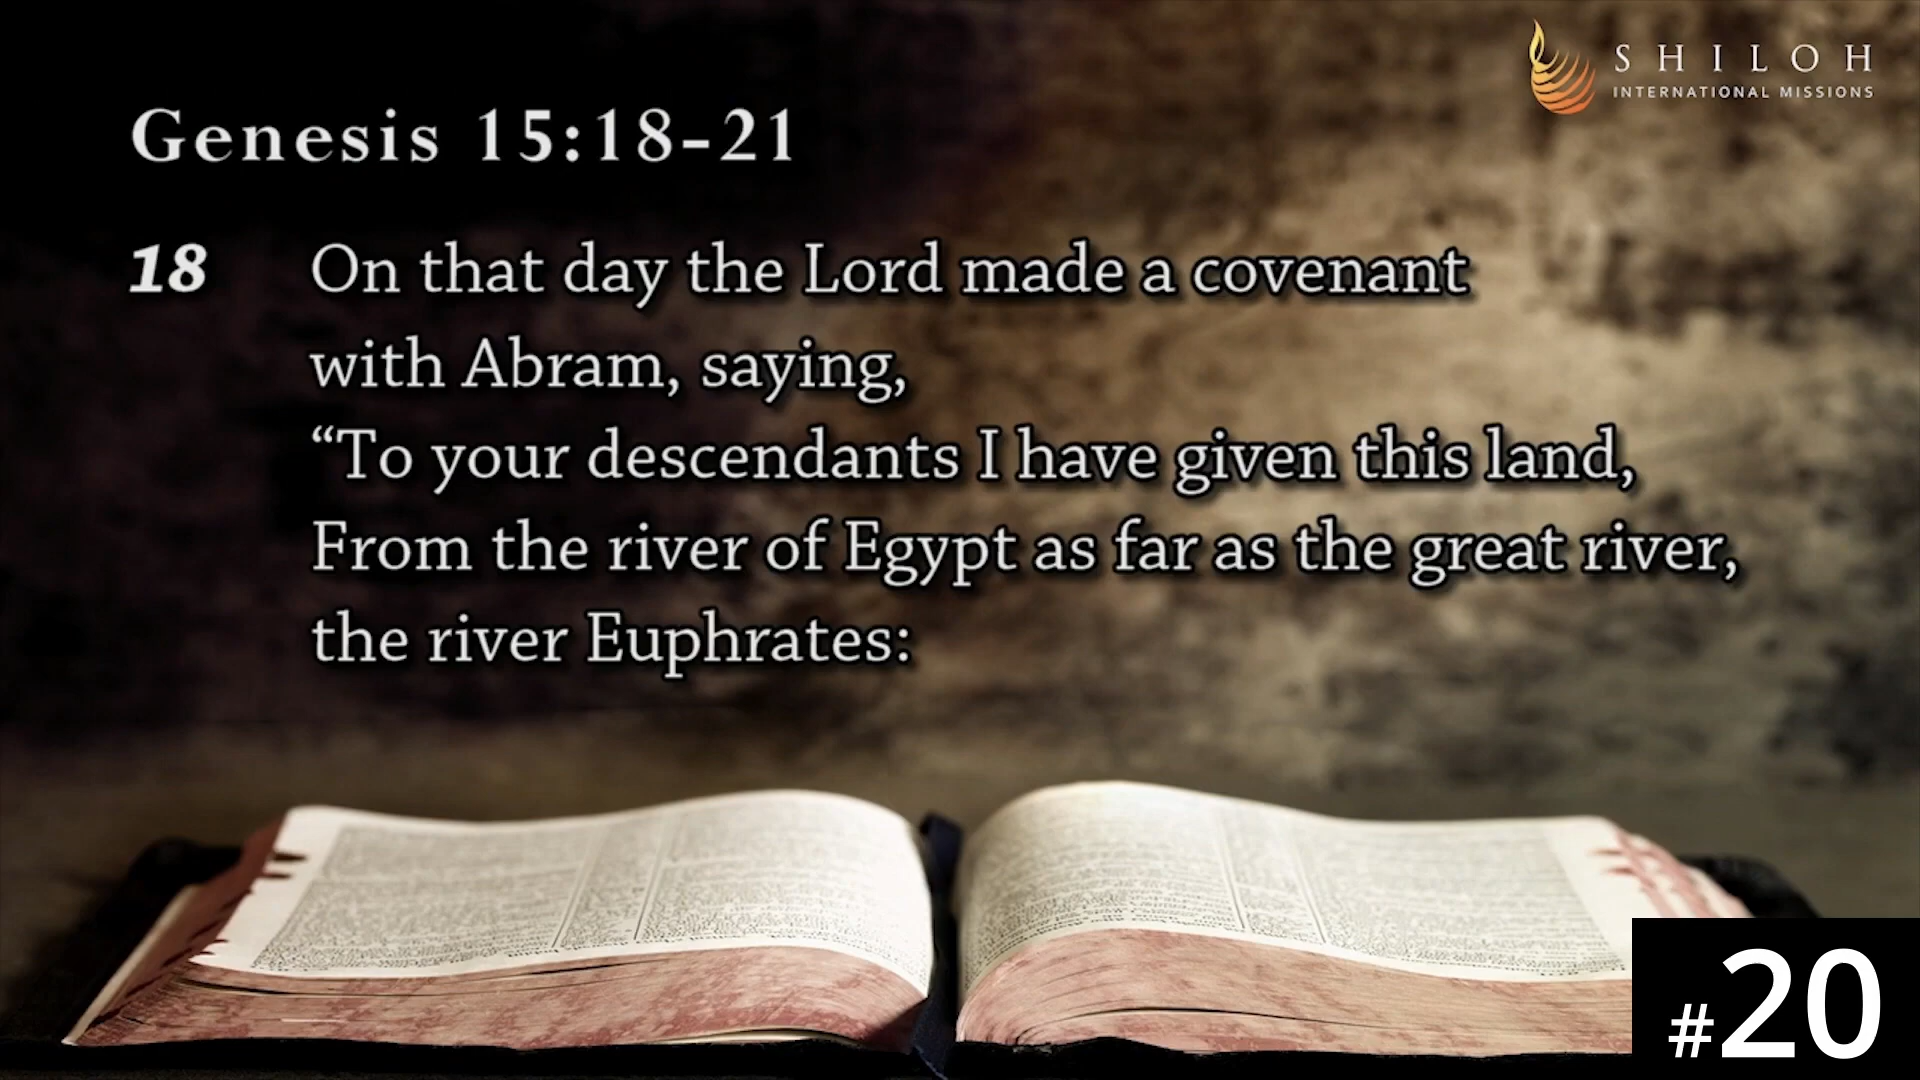 SHILOH
INTERNATIONAL MISSIONS
Genesis 15:18-21
18 On that day the Lord made a covenant
with Abram, saying,
“To your descendants I have given this land,
From the river of Egypt as far as the great river,
the river Euphrates:
#20